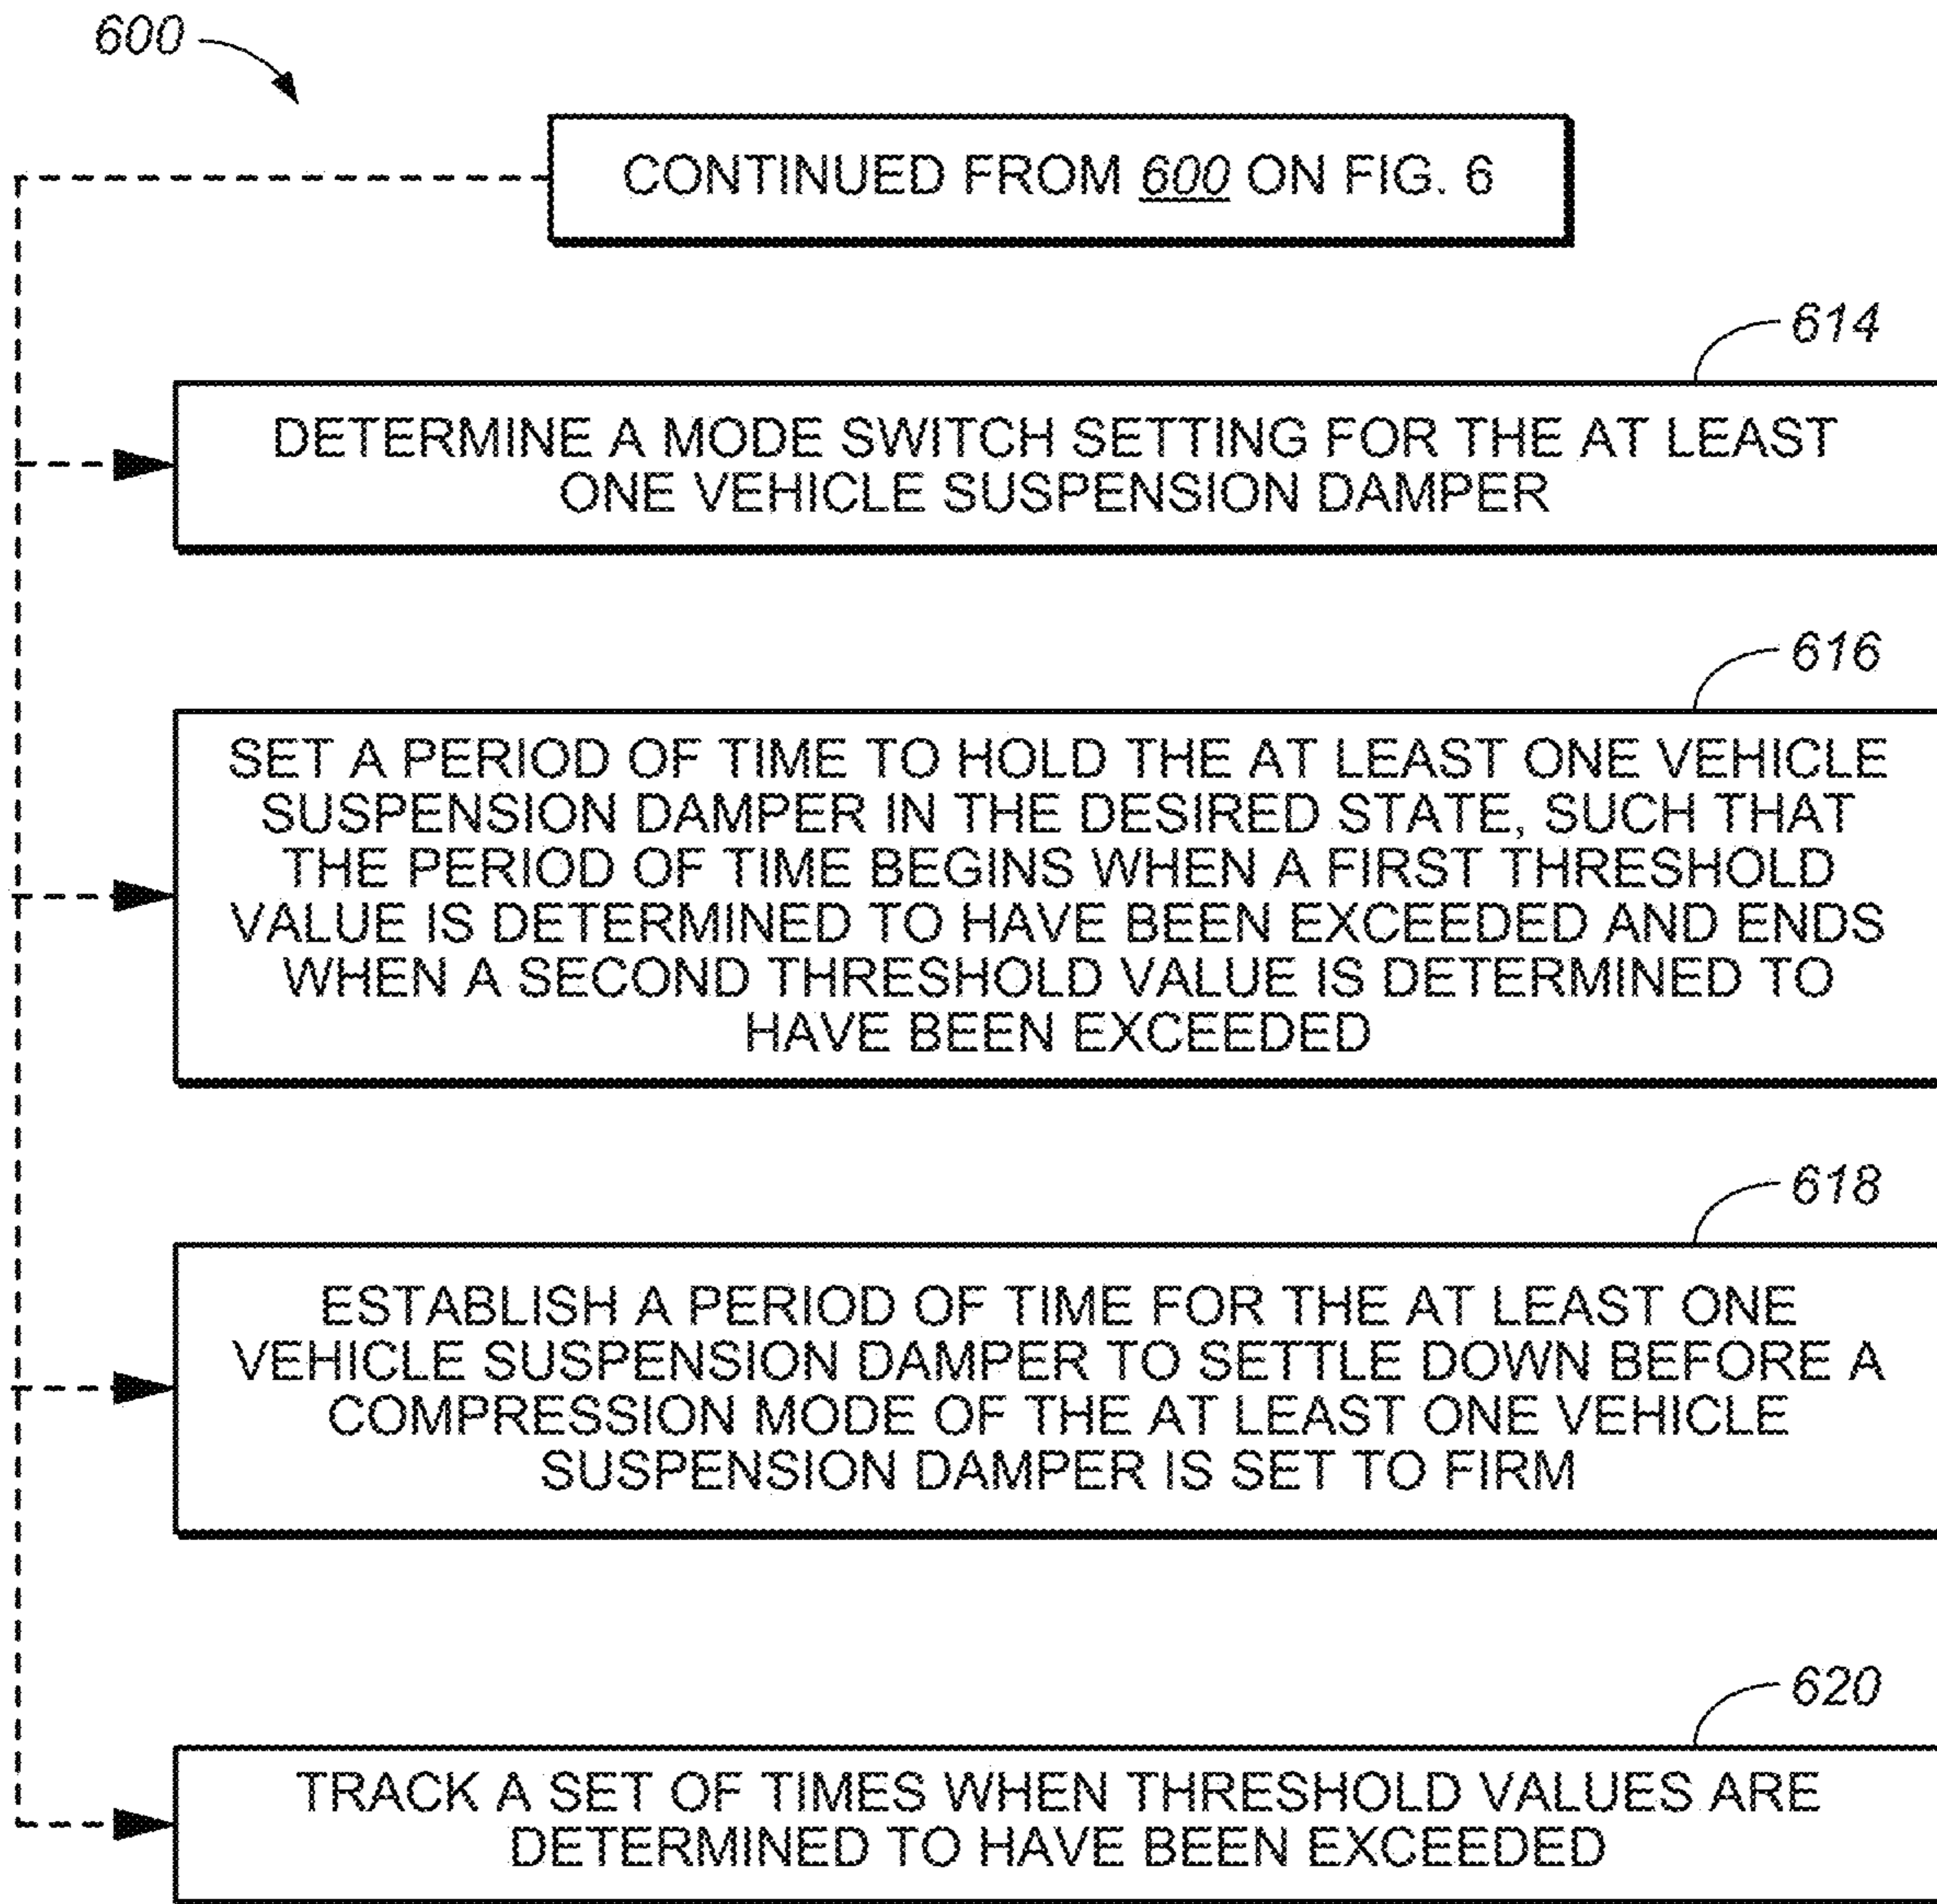 600
CONTINUED FROM 600 ON FIG. 6
614
DETERMINE A MODE SWITCH SETTING FOR THE AT LEAST
ONE VEHICLE SUSPENSION DAMPER
616
SET A PERIOD OF TIME TO HOLD THE AT LEAST ONE VEHICLE
SUSPENSION DAMPER IN THE DESIRED STATE, SUCH THAT
THE PERIOD OF TIME BEGINS WHEN A FIRST THRESHOLD
VALUE IS DETERMINED TO HAVE BEEN EXCEEDED AND ENDS
WHEN A SECOND THRESHOLD VALUE IS DETERMINED TO
HAVE BEEN EXCEEDED
618
ESTABLISH A PERIOD OF TIME FOR THE AT LEAST ONE
VEHICLE SUSPENSION DAMPER TO SETTLE DOWN BEFORE A
COMPRESSION MODE OF THE AT LEAST ONE VEHICLE
SUSPENSION DAMPER IS SET TO FIRM
620
TRACK A SET OF TIMES WHEN THRESHOLD VALUES ARE
DETERMINED TO HAVE BEEN EXCEEDED